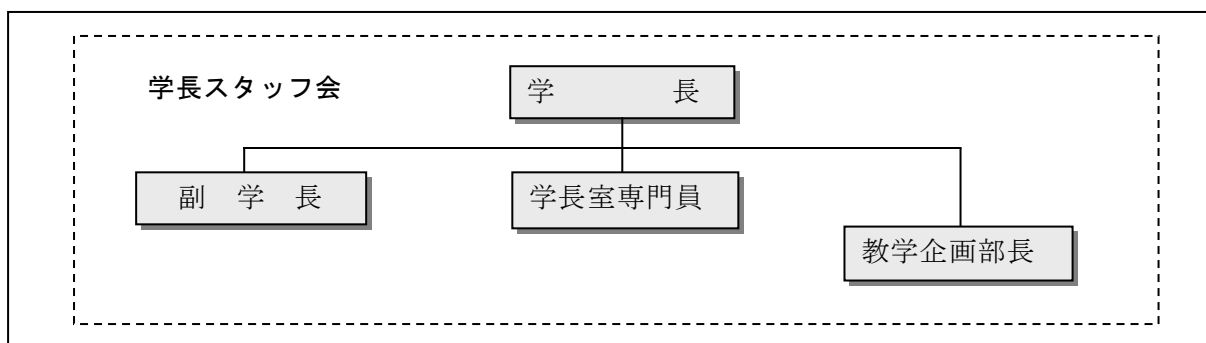 学長スタッフ会
学　　　長
副　学　長
学長室専門員
教学企画部長